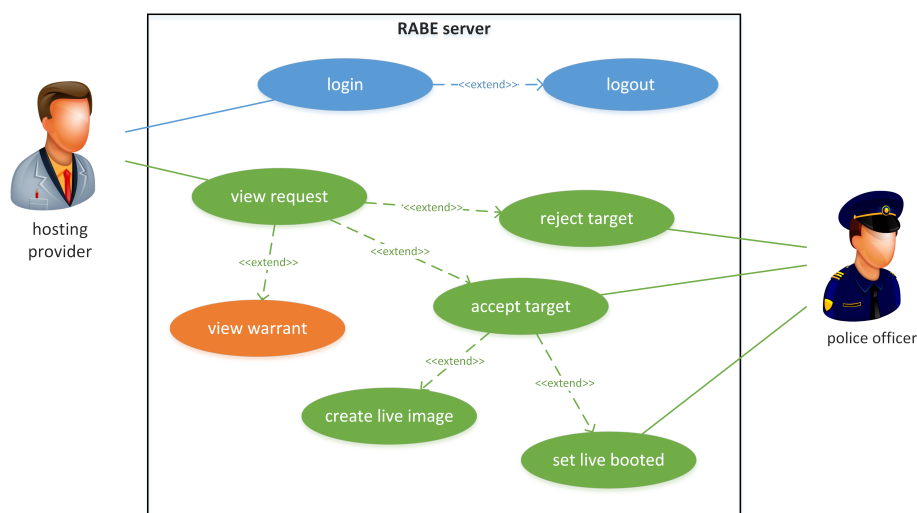 RABE server
login
<<extend>>
logout
view request
<<extend>>
reject target
hosting
provider
<<extend>>
<<extend>>
accept target
view warrant
police officer
<<extend>>
<<extend>>
create live image
set live booted